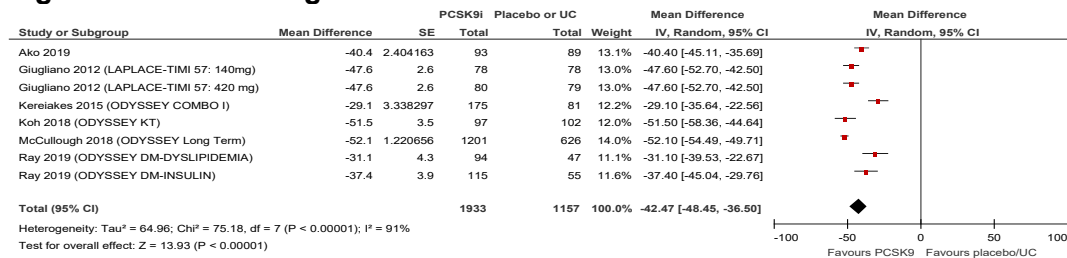 PCSK9i Placebo or UC Mean Difference Mean Difference
Study or Subgroup Mean Difference SE Total Total Weight IV, Random, 95% CI IV, Random, 95% CI
Ako 2019 -40.4 2.404163 93 89 13.1% -40.40 [-45.11, -35.69]
Giugliano 2012 (LAPLACE-TIMI 57: 140mg) -47.6 2.6 78 78 13.0% -47.60 [-52.70, -42.50]
Giugliano 2012 (LAPLACE-TIMI 57: 420 mg) -47.6 2.6 80 79 13.0% -47.60 [-52.70, -42.50]
Kereiakes 2015 (ODYSSEY COMBO I) -29.1 3.338297 175 81 12.2% -29.10 [-35.64, -22.56]
Koh 2018 (ODYSSEY KT) -51.5 3.5 97 102 12.0% -51.50 [-58.36, -44.64]
McCullough 2018 (ODYSSEY Long Term) -52.1 1.220656 1201 626 14.0% -52.10 [-54.49, -49.71]
Ray 2019 (ODYSSEY DM-DYSLIPIDEMIA) -31.1 4.3 94 47 11.1% -31.10 [-39.53, -22.67]
Ray 2019 (ODYSSEY DM-INSULIN) -37.4 3.9 115 55 11.6% -37.40 [-45.04, -29.76]
Total (95% CI) 1933 1157 100.0% -42.47 [-48.45, -36.50]
Heterogeneity: Tau² = 64.96; Chi² = 75.18, df = 7 (P < 0.00001); I² = 91%
Test for overall effect: Z = 13.93 (P < 0.00001)
-100 -50 0 50 100
Favours PCSK9 Favours placebo/UC